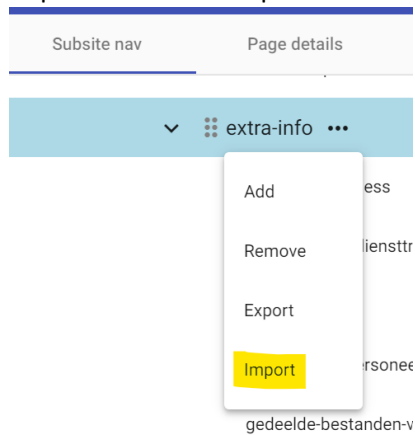 Subsite nav
Page details
extra-info
Add
ess
Remove
Export
Import
gedeelde-bestanden-v